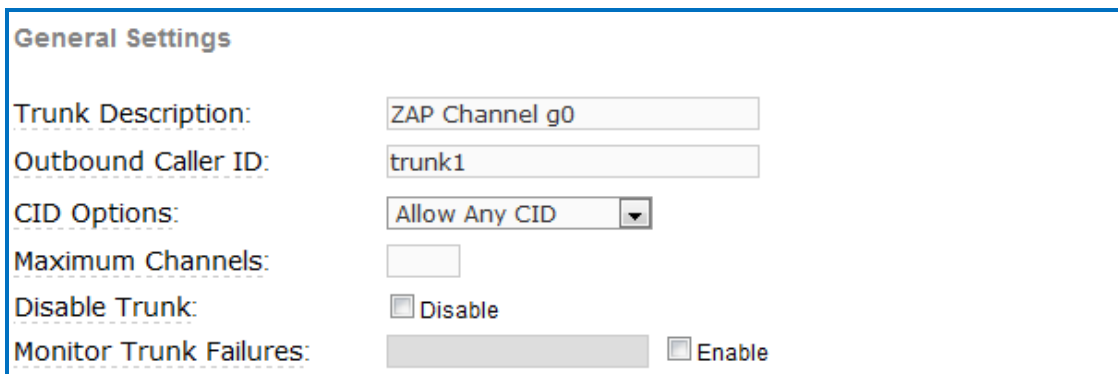 General Settings
Trunk Description: ZAP Channel g0
Outbound Caller ID: trunk1
CID Options: Allow Any CID
Maximum Channels:
Disable Trunk: Disable
Monitor Trunk Failures: Enable